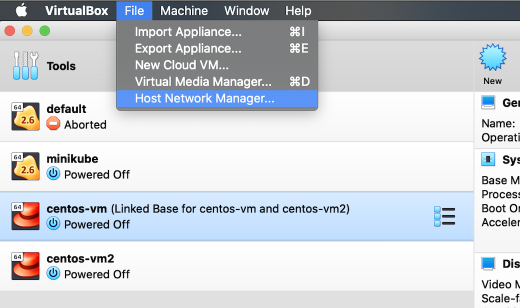 VirtualBox File Machine Window Help
Import Appliance... ⌘I
Export Appliance... ⌘E
New Cloud VM...
Virtual Media Manager... ⌘D
Host Network Manager...
Tools
New
64
2.6
default
Aborted
64
2.6
minikube
Powered Off
64
centos-vm (Linked Base for centos-vm and centos-vm2)
Powered Off
64
centos-vm2
Powered Off
Ge
Name:
Operati
Sys
Base M
Process
Boot Or
Acceler
Dis
Video M
Scale-fa